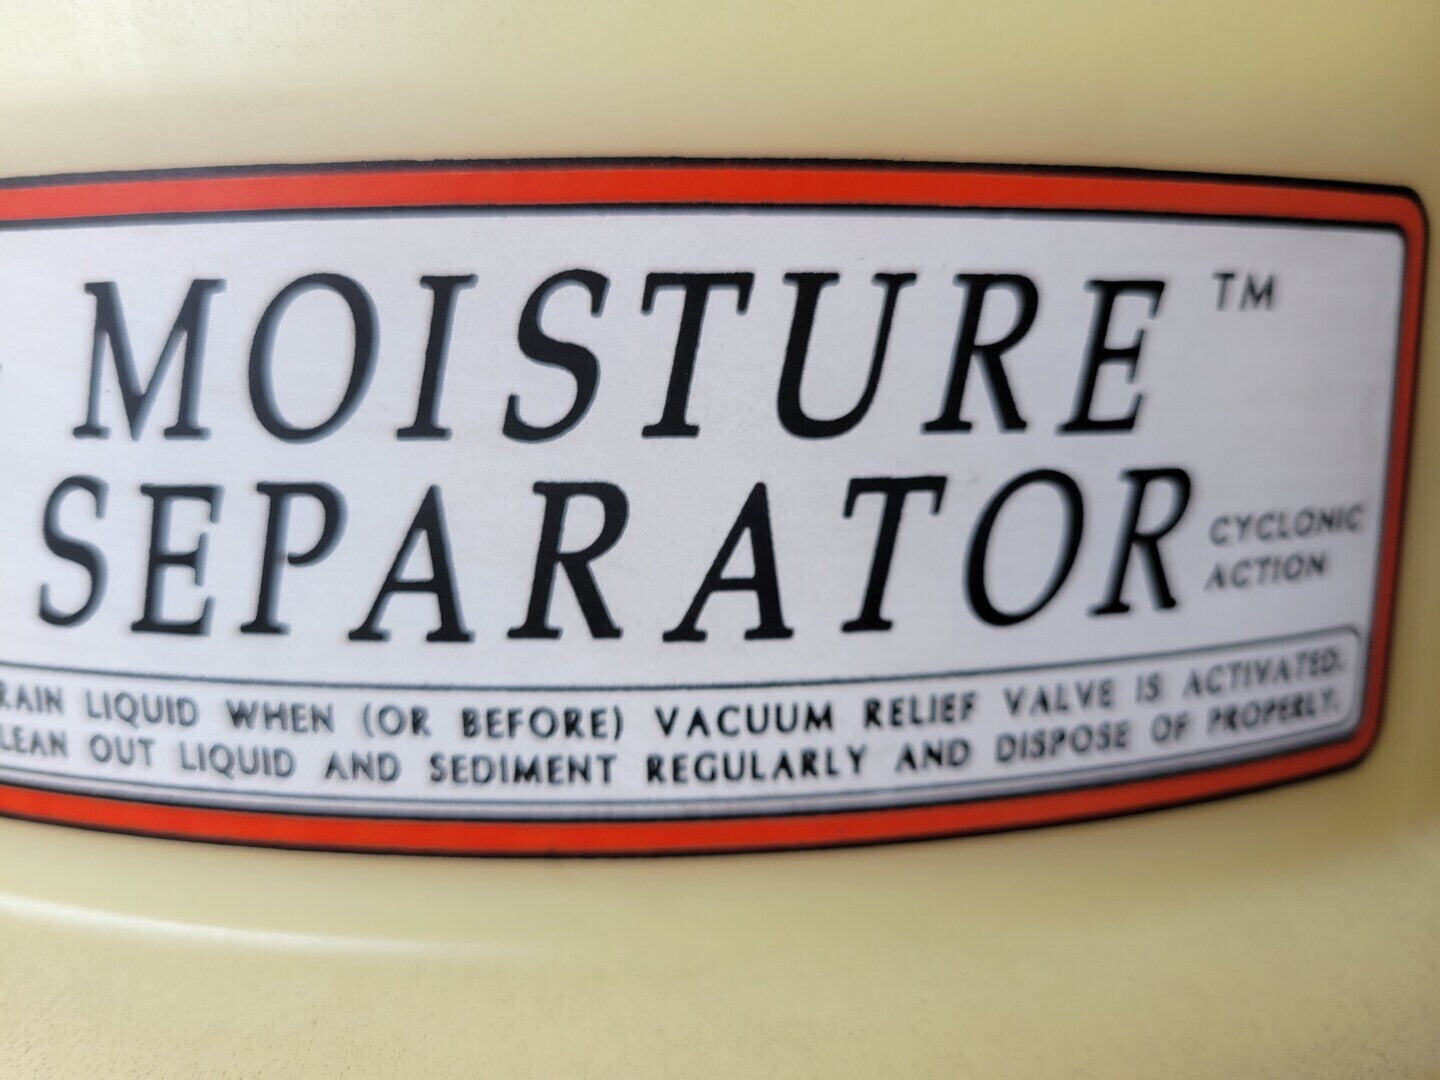 MOISTURE ™
SEPARATOR
CYCLONIC
ACTION
RAIN LIQUID WHEN (OR BEFORE) VACUUM RELIEF VALVE IS ACTIVATED.
LEAN OUT LIQUID AND SEDIMENT REGULARLY AND DISPOSE OF PROPERLY.